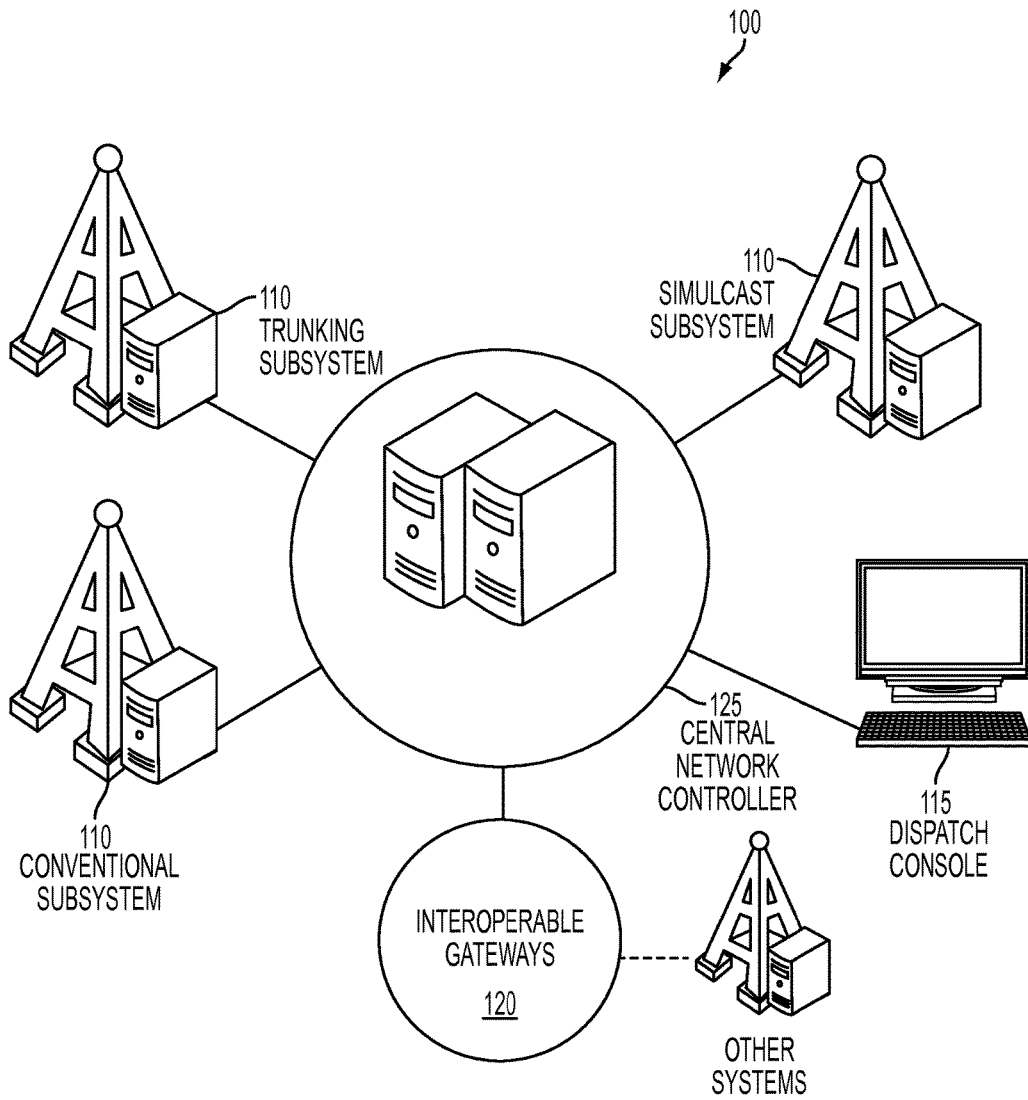 100
110
TRUNKING
SUBSYSTEM
110
SIMULCAST
SUBSYSTEM
110
CONVENTIONAL
SUBSYSTEM
125
CENTRAL
NETWORK
CONTROLLER
115
DISPATCH
CONSOLE
INTEROPERABLE
GATEWAYS
120
OTHER
SYSTEMS